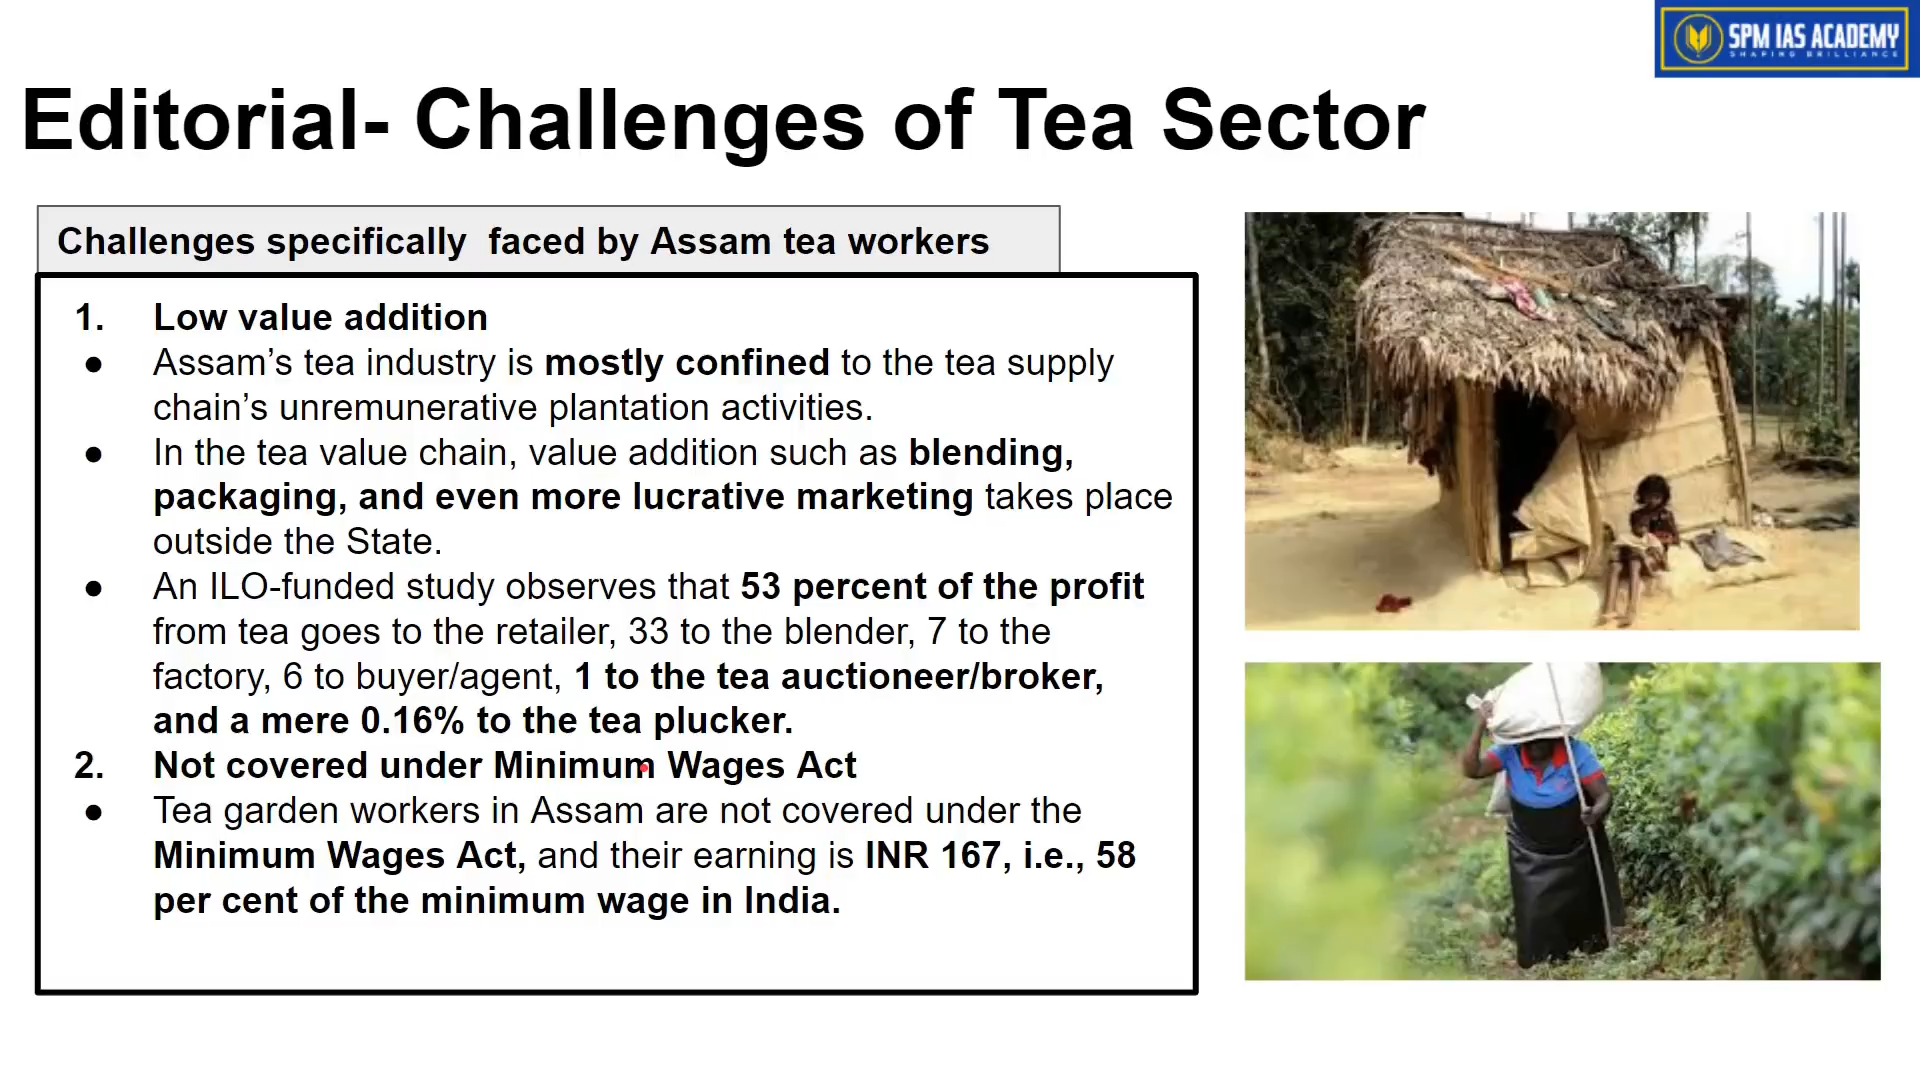 SPM IAS ACADEMY
SHAPING BRILLIANCE
Editorial- Challenges of Tea Sector
Challenges specifically faced by Assam tea workers
1. Low value addition
● Assam’s tea industry is mostly confined to the tea supply
chain’s unremunerative plantation activities.
● In the tea value chain, value addition such as blending,
packaging, and even more lucrative marketing takes place
outside the State.
● An ILO-funded study observes that 53 percent of the profit
from tea goes to the retailer, 33 to the blender, 7 to the
factory, 6 to buyer/agent, 1 to the tea auctioneer/broker,
and a mere 0.16% to the tea plucker.
2. Not covered under Minimum Wages Act
● Tea garden workers in Assam are not covered under the
Minimum Wages Act, and their earning is INR 167, i.e., 58
per cent of the minimum wage in India.